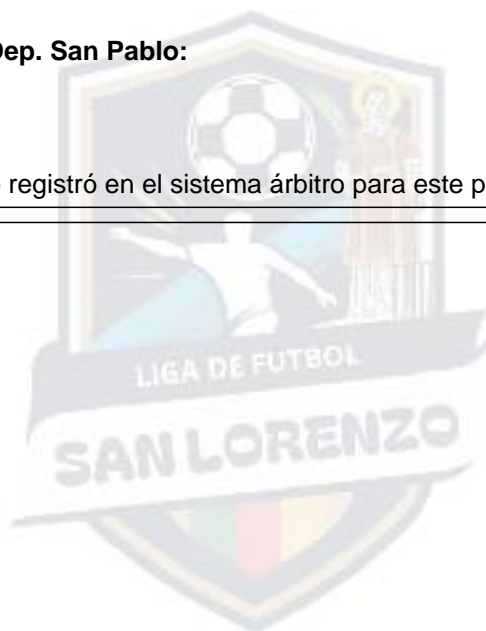 Dep. San Pablo:
registró en el sistema árbitro para este p
LIGA DE FUTBOL
SAN LORENZO